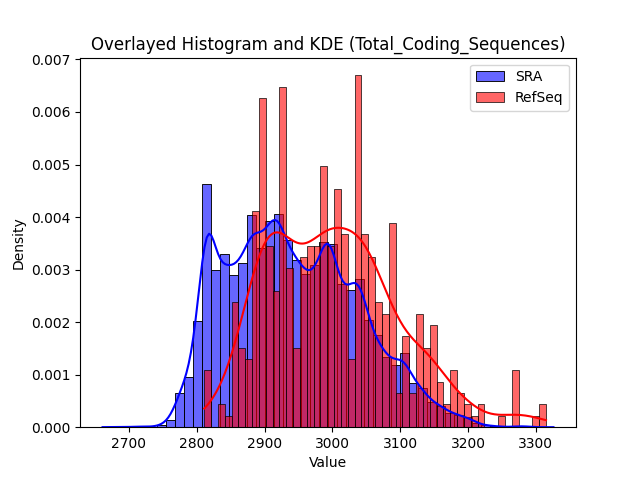 Overlayed Histogram and KDE (Total_Coding_Sequences)
SRA
RefSeq
0.007
0.006
0.005
0.004
0.003
0.002
0.001
0.000
Density
2700 2800 2900 3000 3100 3200 3300
Value